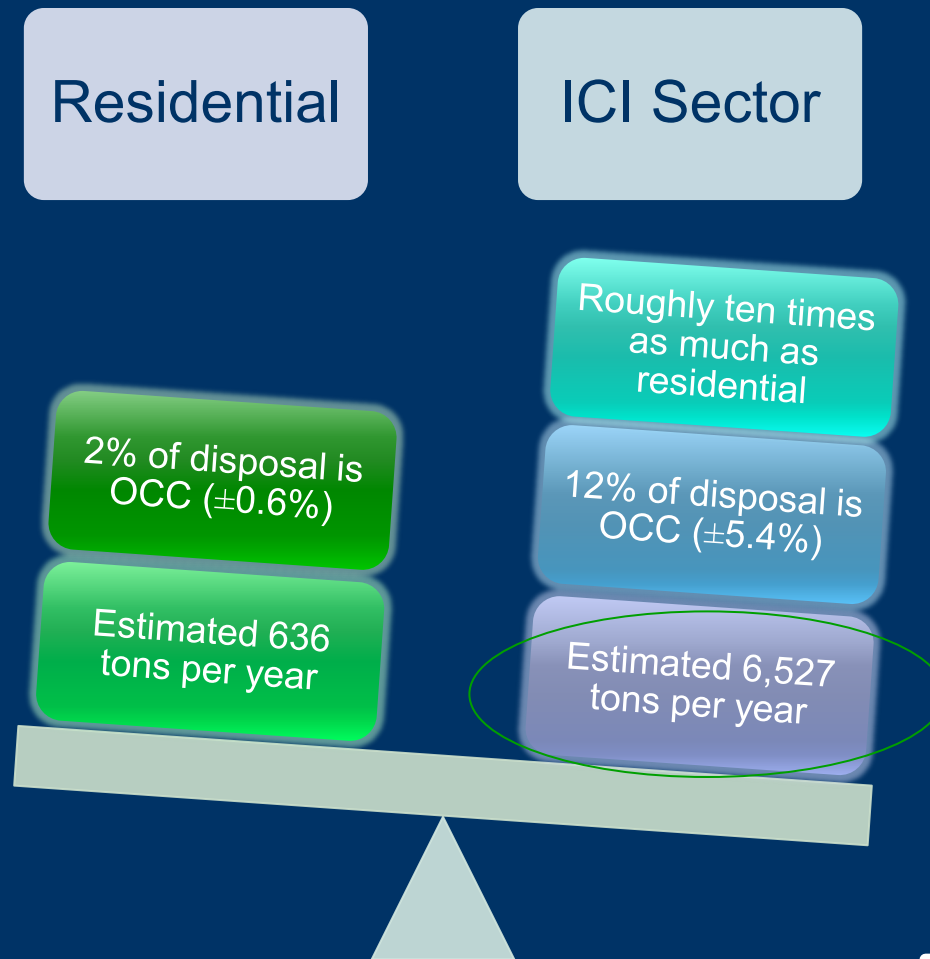 Residential
ICI Sector
2% of disposal is
OCC (±0.6%)
Estimated 636
tons per year
Roughly ten times
as much as
residential
12% of disposal is
OCC (±5.4%)
Estimated 6,527
tons per year